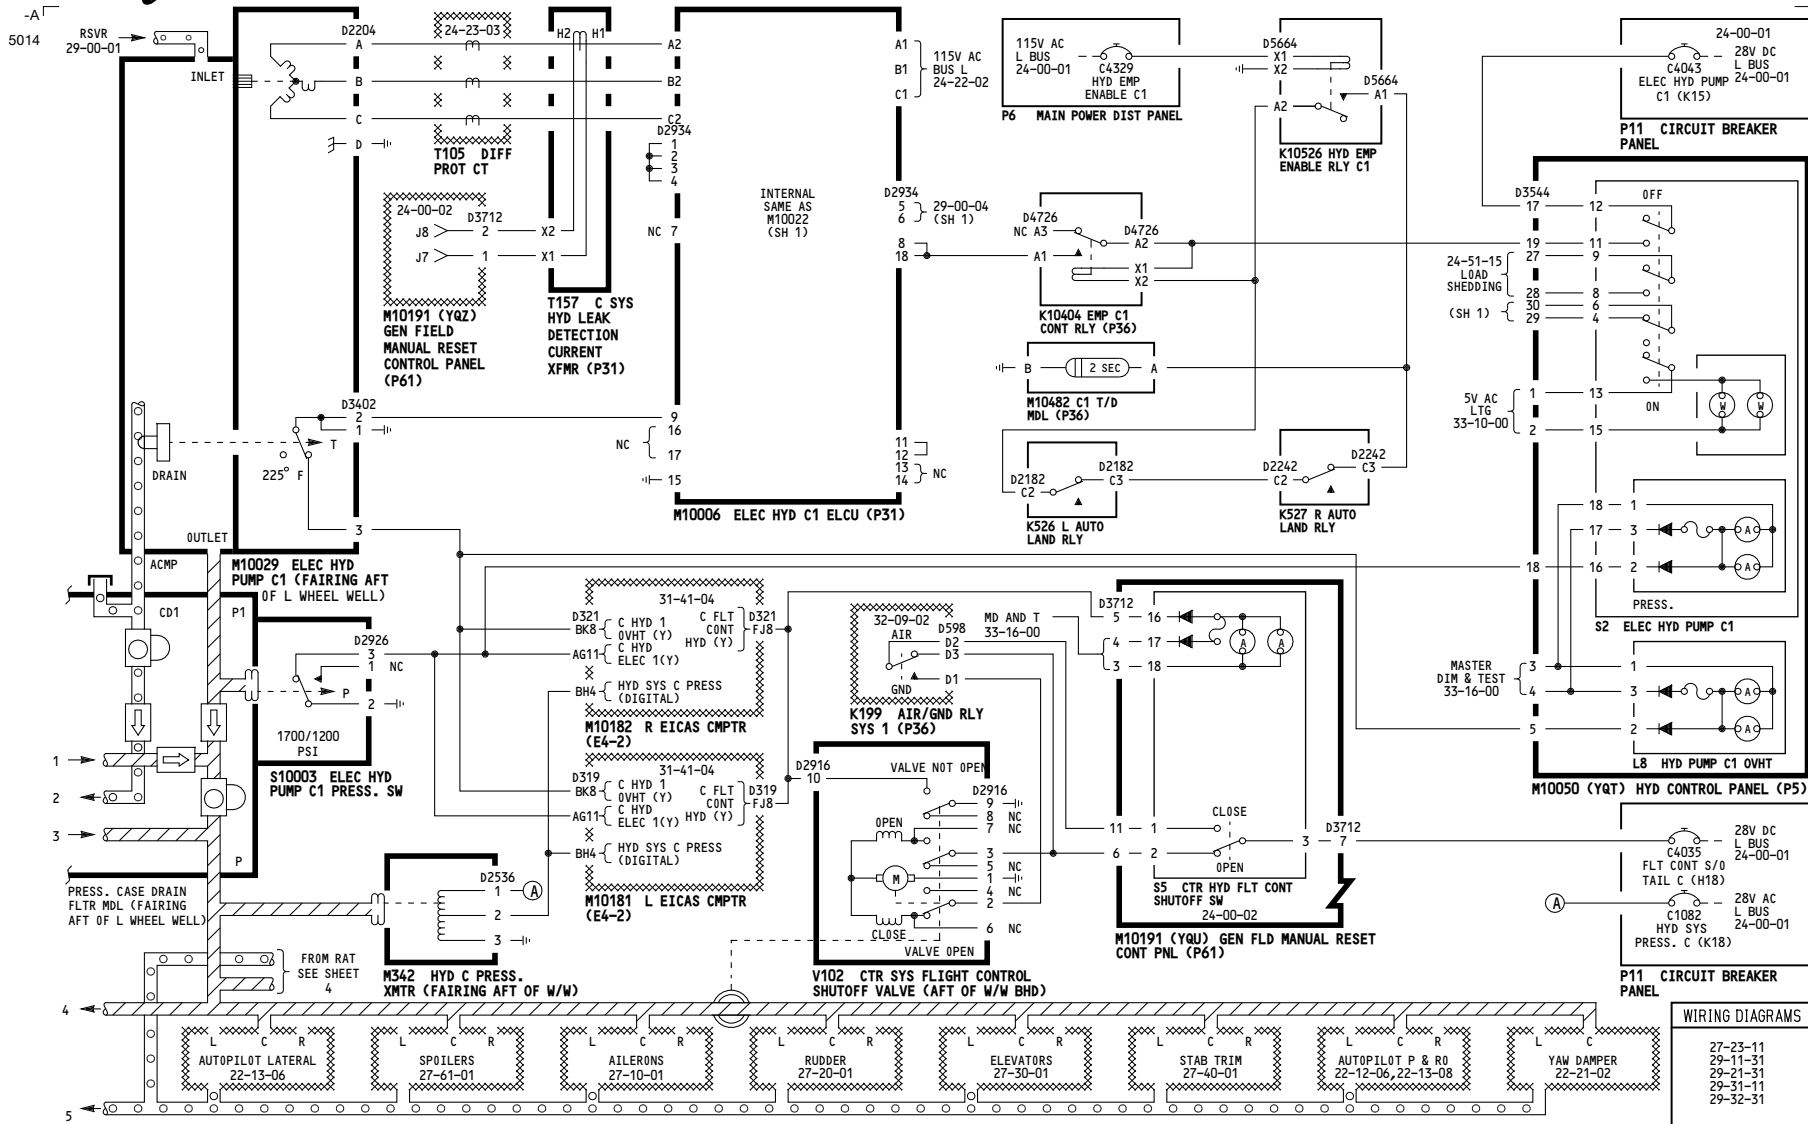 -A
5014
RSVR
29-00-01
INLET
D2204
A
B
C
D
24-23-03
T105 DIFF
PROT CT
H2 H1
A2
B2
C2
D2934
1
2
3
4
NC 7
A1
B1
C1
115V AC
BUS L
24-22-02
INTERNAL
SAME AS
M10022
(SH 1)
D2934
5
6
29-00-04
(SH 1)
8
18
24-00-02
D3712
J8
2
X2
J7
1
X1
M10191 (YQZ)
GEN FIELD
MANUAL RESET
CONTROL PANEL
(P61)
T157 C SYS
HYD LEAK
DETECTION
CURRENT
XFMR (P31)
115V AC
L BUS
24-00-01
C4329
HYD EMP
ENABLE C1
P6 MAIN POWER DIST PANEL
D5664
X1
X2
A2
D5664
A1
K10526 HYD EMP
ENABLE RLY C1
24-00-01
28V DC
L BUS
24-00-01
C4043
ELEC HYD PUMP
C1 (K15)
P11 CIRCUIT BREAKER
PANEL
D4726
NC A3
A1
D4726
A2
X1
X2
K10404 EMP C1
CONT RLY (P36)
B
2 SEC
A
M10482 C1 T/D
MDL (P36)
D2182
C2
D2182
C3
K526 L AUTO
LAND RLY
D2242
C2
D2242
C3
K527 R AUTO
LAND RLY
D3544
17
12
OFF
19
11
27
9
24-51-15
LOAD
SHEDDING
28
8
30
6
(SH 1)
29
4
1
13
ON
5V AC
LTG
33-10-00
2
15
W
W
18
1
17
3
A
18
16
2
A
PRESS.
S2 ELEC HYD PUMP C1
MASTER
DIM & TEST
33-16-00
3
1
4
3
A
5
2
A
L8 HYD PUMP C1 OVHT
M10050 (YQT) HYD CONTROL PANEL (P5)
D3402
2
1
T
225° F
3
DRAIN
OUTLET
ACMP
M10029 ELEC HYD
PUMP C1 (FAIRING AFT
OF L WHEEL WELL)
9
16
NC
17
15
11
12
13
14
NC
M10006 ELEC HYD C1 ELCU (P31)
CD1
P1
D2926
3
1 NC
P
2
1700/1200
PSI
S10003 ELEC HYD
PUMP C1 PRESS. SW
1
2
3
P
PRESS. CASE DRAIN
FLTR MDL (FAIRING
AFT OF L WHEEL WELL)
31-41-04
D321
BK8
C HYD 1
OVHT (Y)
AG11
C HYD
ELEC 1(Y)
C FLT
CONT
HYD (Y)
D321
FJ8
BH4
HYD SYS C PRESS
(DIGITAL)
M10182 R EICAS CMPTR
(E4-2)
31-41-04
D319
BK8
C HYD 1
OVHT (Y)
AG11
C HYD
ELEC 1(Y)
C FLT
CONT
HYD (Y)
D319
FJ8
BH4
HYD SYS C PRESS
(DIGITAL)
M10181 L EICAS CMPTR
(E4-2)
32-09-02
AIR
D598
D2
D3
D1
GND
K199 AIR/GND RLY
SYS 1 (P36)
MD AND T
33-16-00
D3712
5
16
4
17
3
18
A
A
CLOSE
11
1
6
2
OPEN
3
D3712
7
S5 CTR HYD FLT CONT
SHUTOFF SW
24-00-02
M10191 (YQU) GEN FLD MANUAL RESET
CONT PNL (P61)
D2916
10
VALVE NOT OPEN
D2916
9
8 NC
7 NC
OPEN
3
5 NC
M
1
4 NC
2
6 NC
CLOSE
VALVE OPEN
V102 CTR SYS FLIGHT CONTROL
SHUTOFF VALVE (AFT OF W/W BHD)
D2536
1
A
2
3
M342 HYD C PRESS.
XMTR (FAIRING AFT OF W/W)
28V DC
L BUS
24-00-01
C4035
FLT CONT S/O
TAIL C (H18)
A
28V AC
L BUS
24-00-01
C1082
HYD SYS
PRESS. C (K18)
P11 CIRCUIT BREAKER
PANEL
FROM RAT
SEE SHEET
4
4
L C R
AUTOPILOT LATERAL
22-13-06
L C R
SPOILERS
27-61-01
L C R
AILERONS
27-10-01
L C R
RUDDER
27-20-01
L C R
ELEVATORS
27-30-01
L C R
STAB TRIM
27-40-01
L C R
AUTOPILOT P & RO
22-12-06,22-13-08
L C
YAW DAMPER
22-21-02
5
WIRING DIAGRAMS
27-23-11
29-11-31
29-21-31
29-31-11
29-32-31